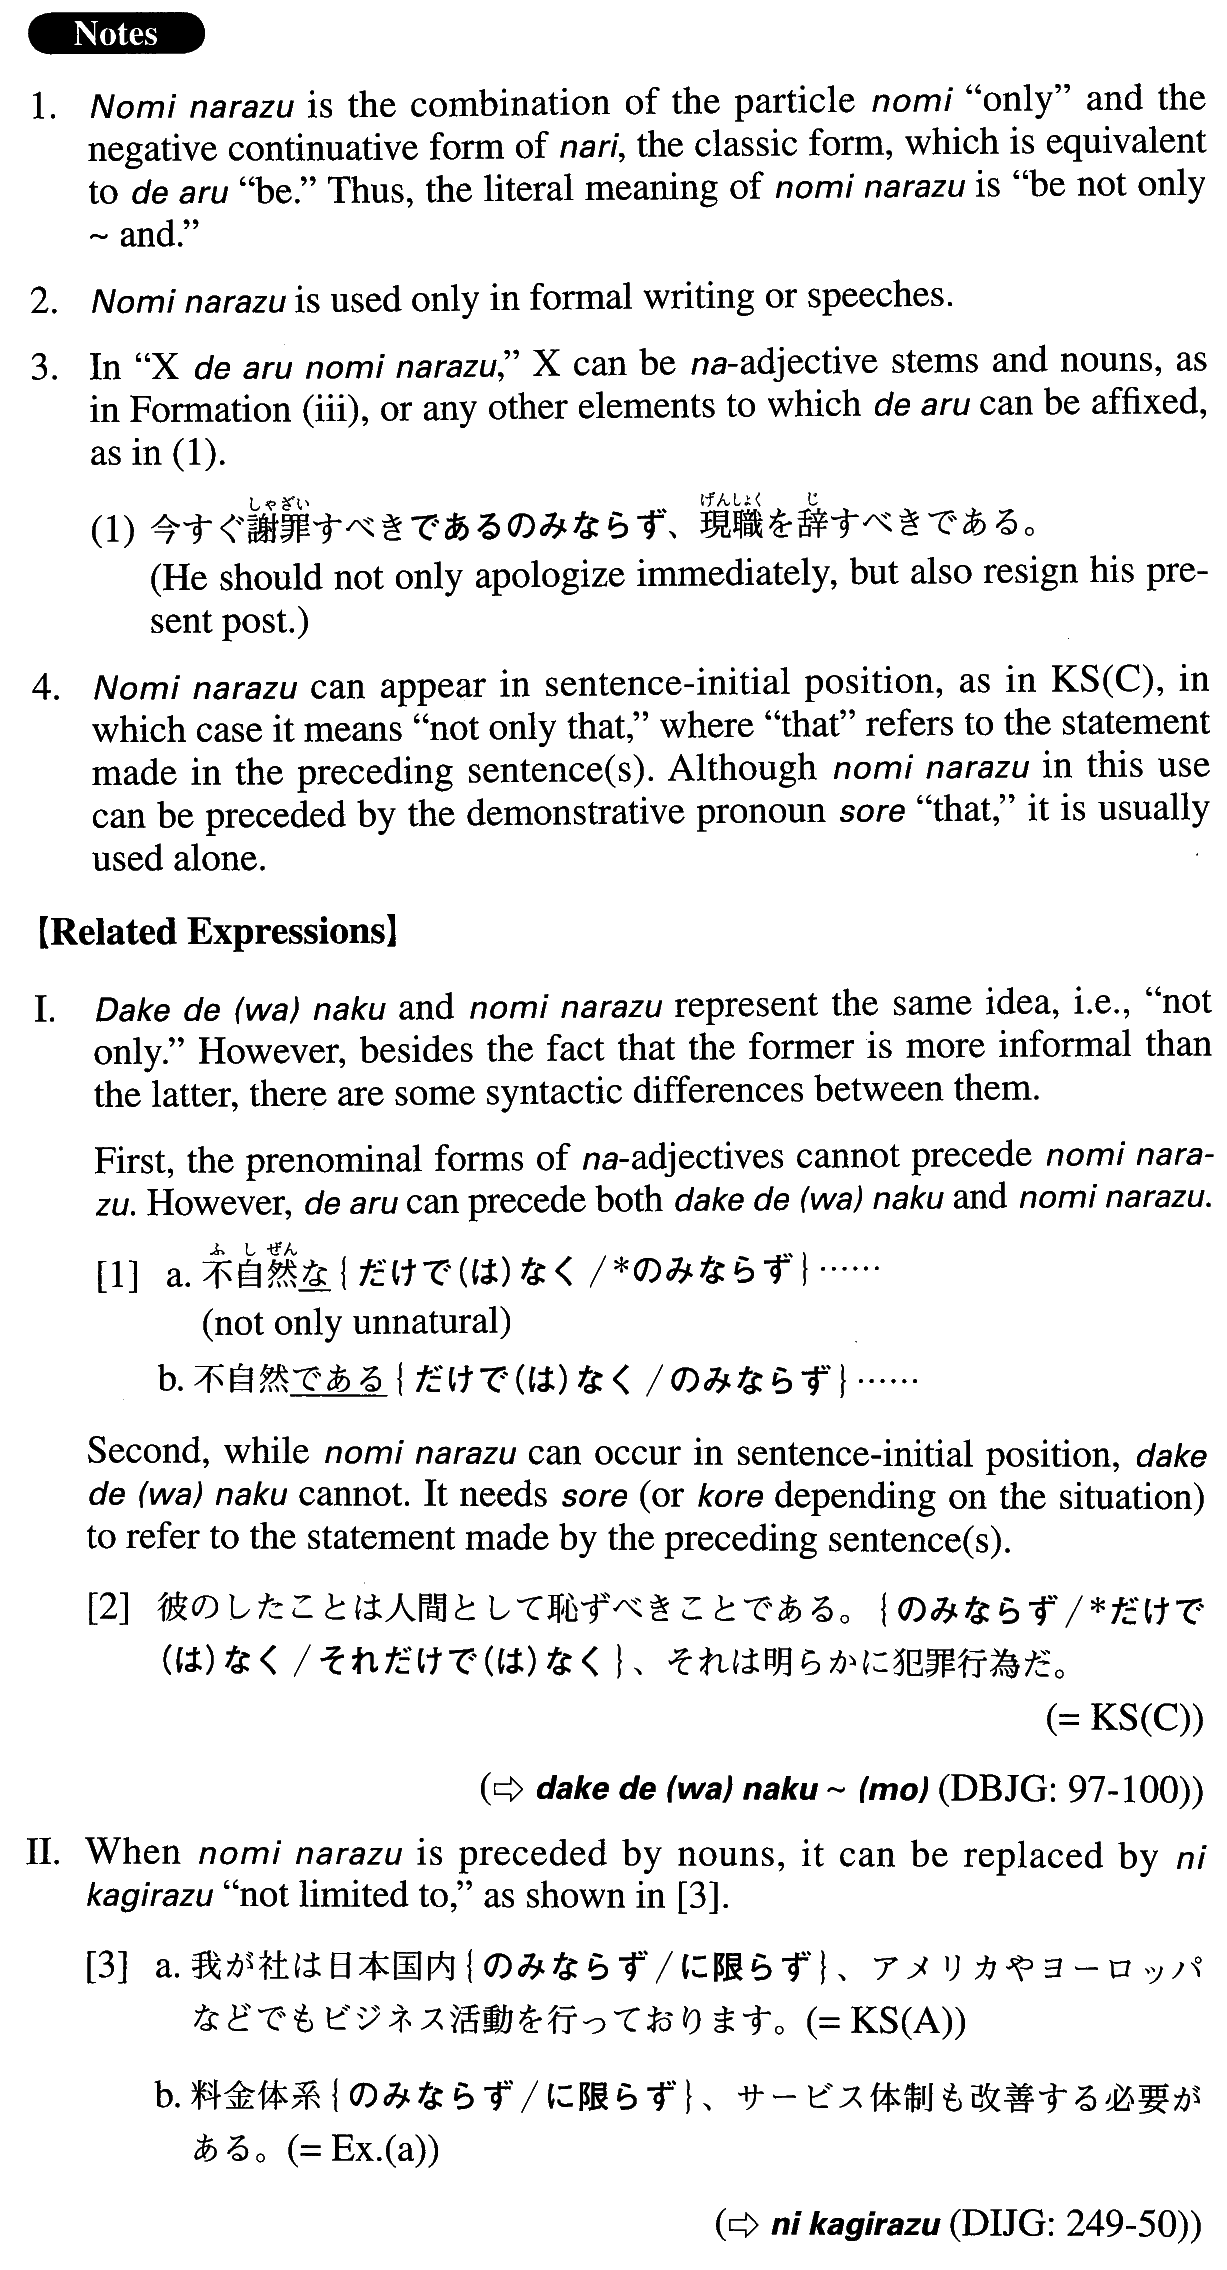 Notes
1. Nomi narazu is the combination of the particle nomi “only” and the
negative continuative form of nari, the classic form, which is equivalent
to de aru “be.” Thus, the literal meaning of nomi narazu is “be not only
~ and.”
2. Nomi narazu is used only in formal writing or speeches.
3. In “X de aru nomi narazu,” X can be na-adjective stems and nouns, as
in Formation (iii), or any other elements to which de aru can be affixed,
as in (1).
しゃざい げんしょく じ
(1) 今すぐ謝罪すべきであるのみならず、現職を辞すべきである。
(He should not only apologize immediately, but also resign his pre-
sent post.)
4. Nomi narazu can appear in sentence-initial position, as in KS(C), in
which case it means “not only that,” where “that” refers to the statement
made in the preceding sentence(s). Although nomi narazu in this use
can be preceded by the demonstrative pronoun sore “that,” it is usually
used alone.
【Related Expressions】
I. Dake de (wa) naku and nomi narazu represent the same idea, i.e., “not
only.” However, besides the fact that the former is more informal than
the latter, there are some syntactic differences between them.
First, the prenominal forms of na-adjectives cannot precede nomi nara-
zu. However, de aru can precede both dake de (wa) naku and nomi narazu.
ふ し ぜん
[1] a. 不自然な{だけで(は)なく/*のみならず}……
(not only unnatural)
b. 不自然である{だけで(は)なく/のみならず}……
Second, while nomi narazu can occur in sentence-initial position, dake
de (wa) naku cannot. It needs sore (or kore depending on the situation)
to refer to the statement made by the preceding sentence(s).
[2] 彼のしたことは人間として恥ずべきことである。{のみならず/*だけで
(は)なく/それだけで(は)なく}、それは明らかに犯罪行為だ。
(= KS(C))
(⇨ dake de (wa) naku ~ (mo) (DBJG: 97-100))
II. When nomi narazu is preceded by nouns, it can be replaced by ni
kagirazu “not limited to,” as shown in [3].
[3] a. 我が社は日本国内{のみならず/に限らず}、アメリカやヨーロッパ
などでもビジネス活動を行っております。(= KS(A))
b. 料金体系{のみならず/に限らず}、サービス体制も改善する必要が
ある。(= Ex.(a))
(⇨ ni kagirazu (DIJG: 249-50))